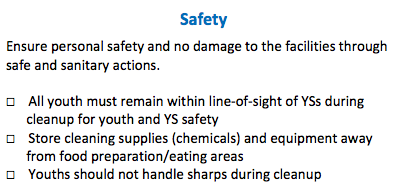 Safety
Ensure personal safety and no damage to the facilities through
safe and sanitary actions.
☐ All youth must remain within line-of-sight of YSs during
cleanup for youth and YS safety
☐ Store cleaning supplies (chemicals) and equipment away
from food preparation/eating areas
☐ Youths should not handle sharps during cleanup